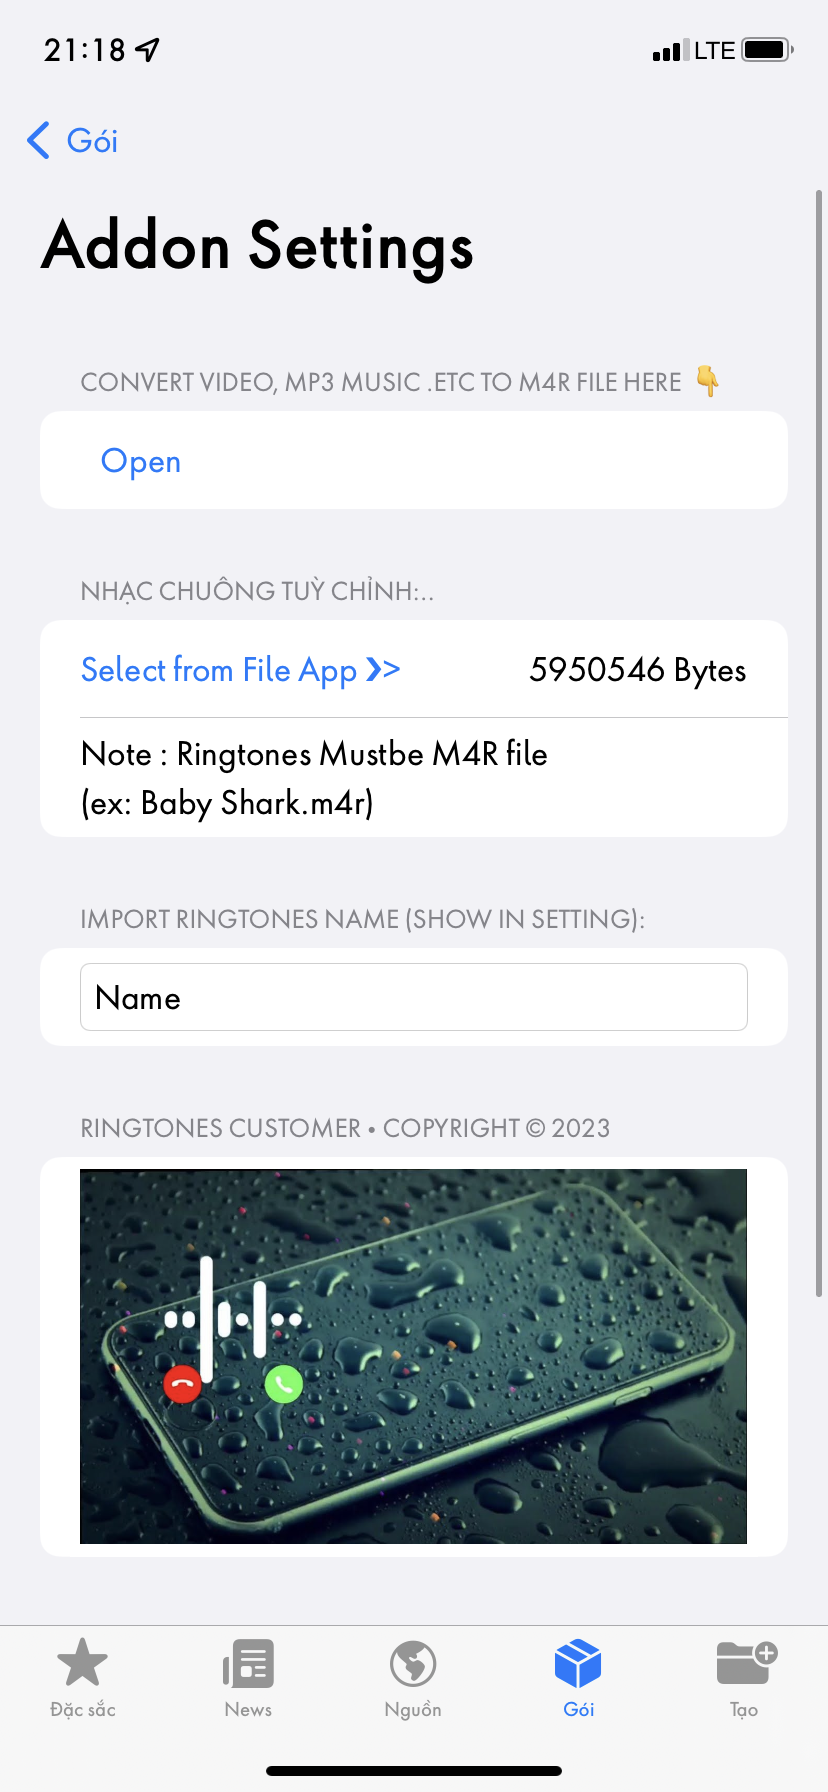 21:18
LTE
Gói
Addon Settings
CONVERT VIDEO, MP3 MUSIC .ETC TO M4R FILE HERE 👇
Open
NHẠC CHUÔNG TUỲ CHỈNH:..
Select from File App ❯> 5950546 Bytes
Note : Ringtones Mustbe M4R file
(ex: Baby Shark.m4r)
IMPORT RINGTONES NAME (SHOW IN SETTING):
Name
RINGTONES CUSTOMER • COPYRIGHT © 2023
Đặc sắc
News
Nguồn
Gói
Tạo